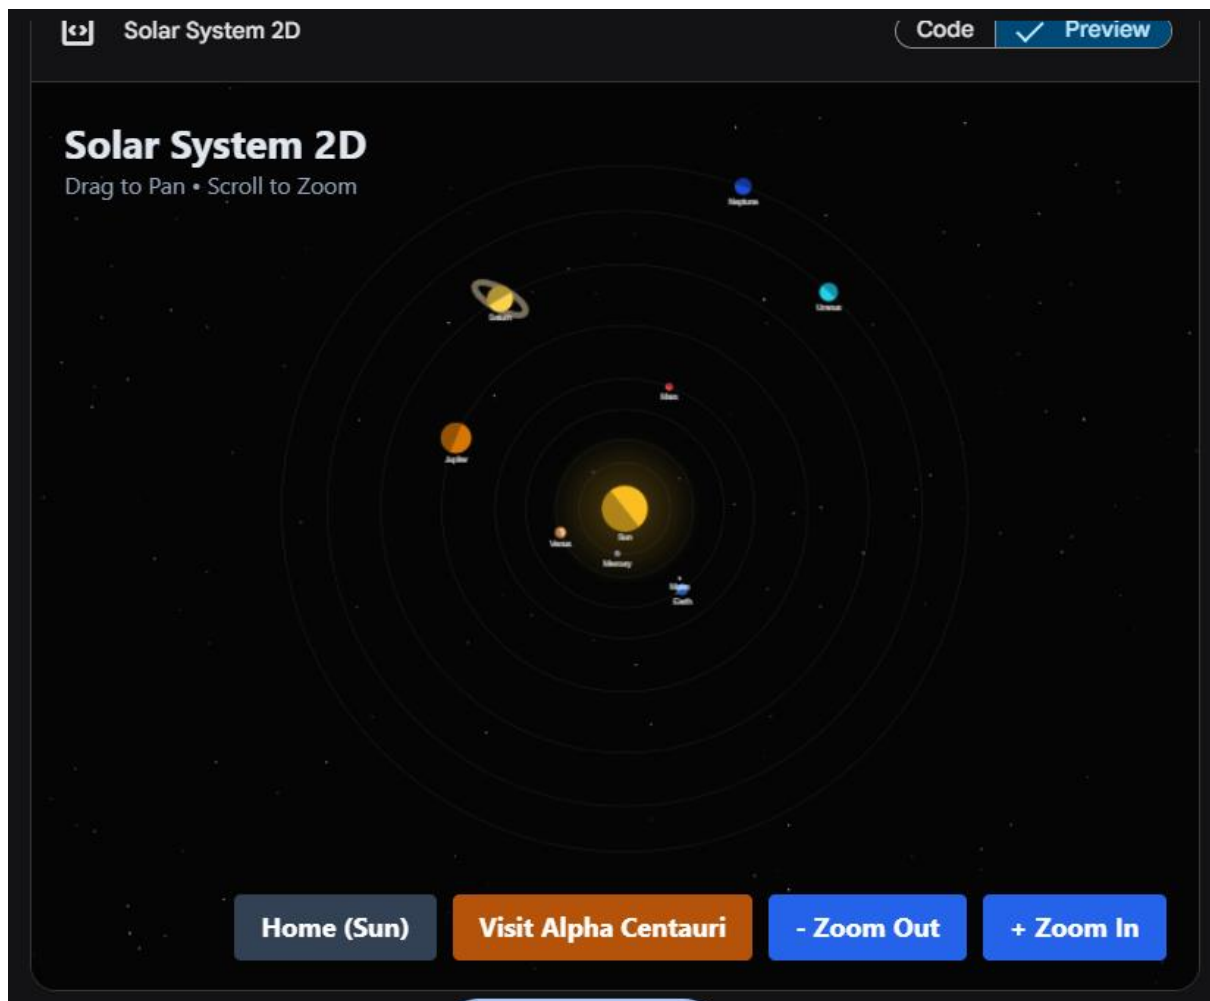 Solar System 2D
Code
Preview
Solar System 2D
Drag to Pan • Scroll to Zoom
Neptune
Saturn
Uranus
Mars
Jupiter
Sun
Venus
Mercury
Earth
Home (Sun)
Visit Alpha Centauri
- Zoom Out
+ Zoom In